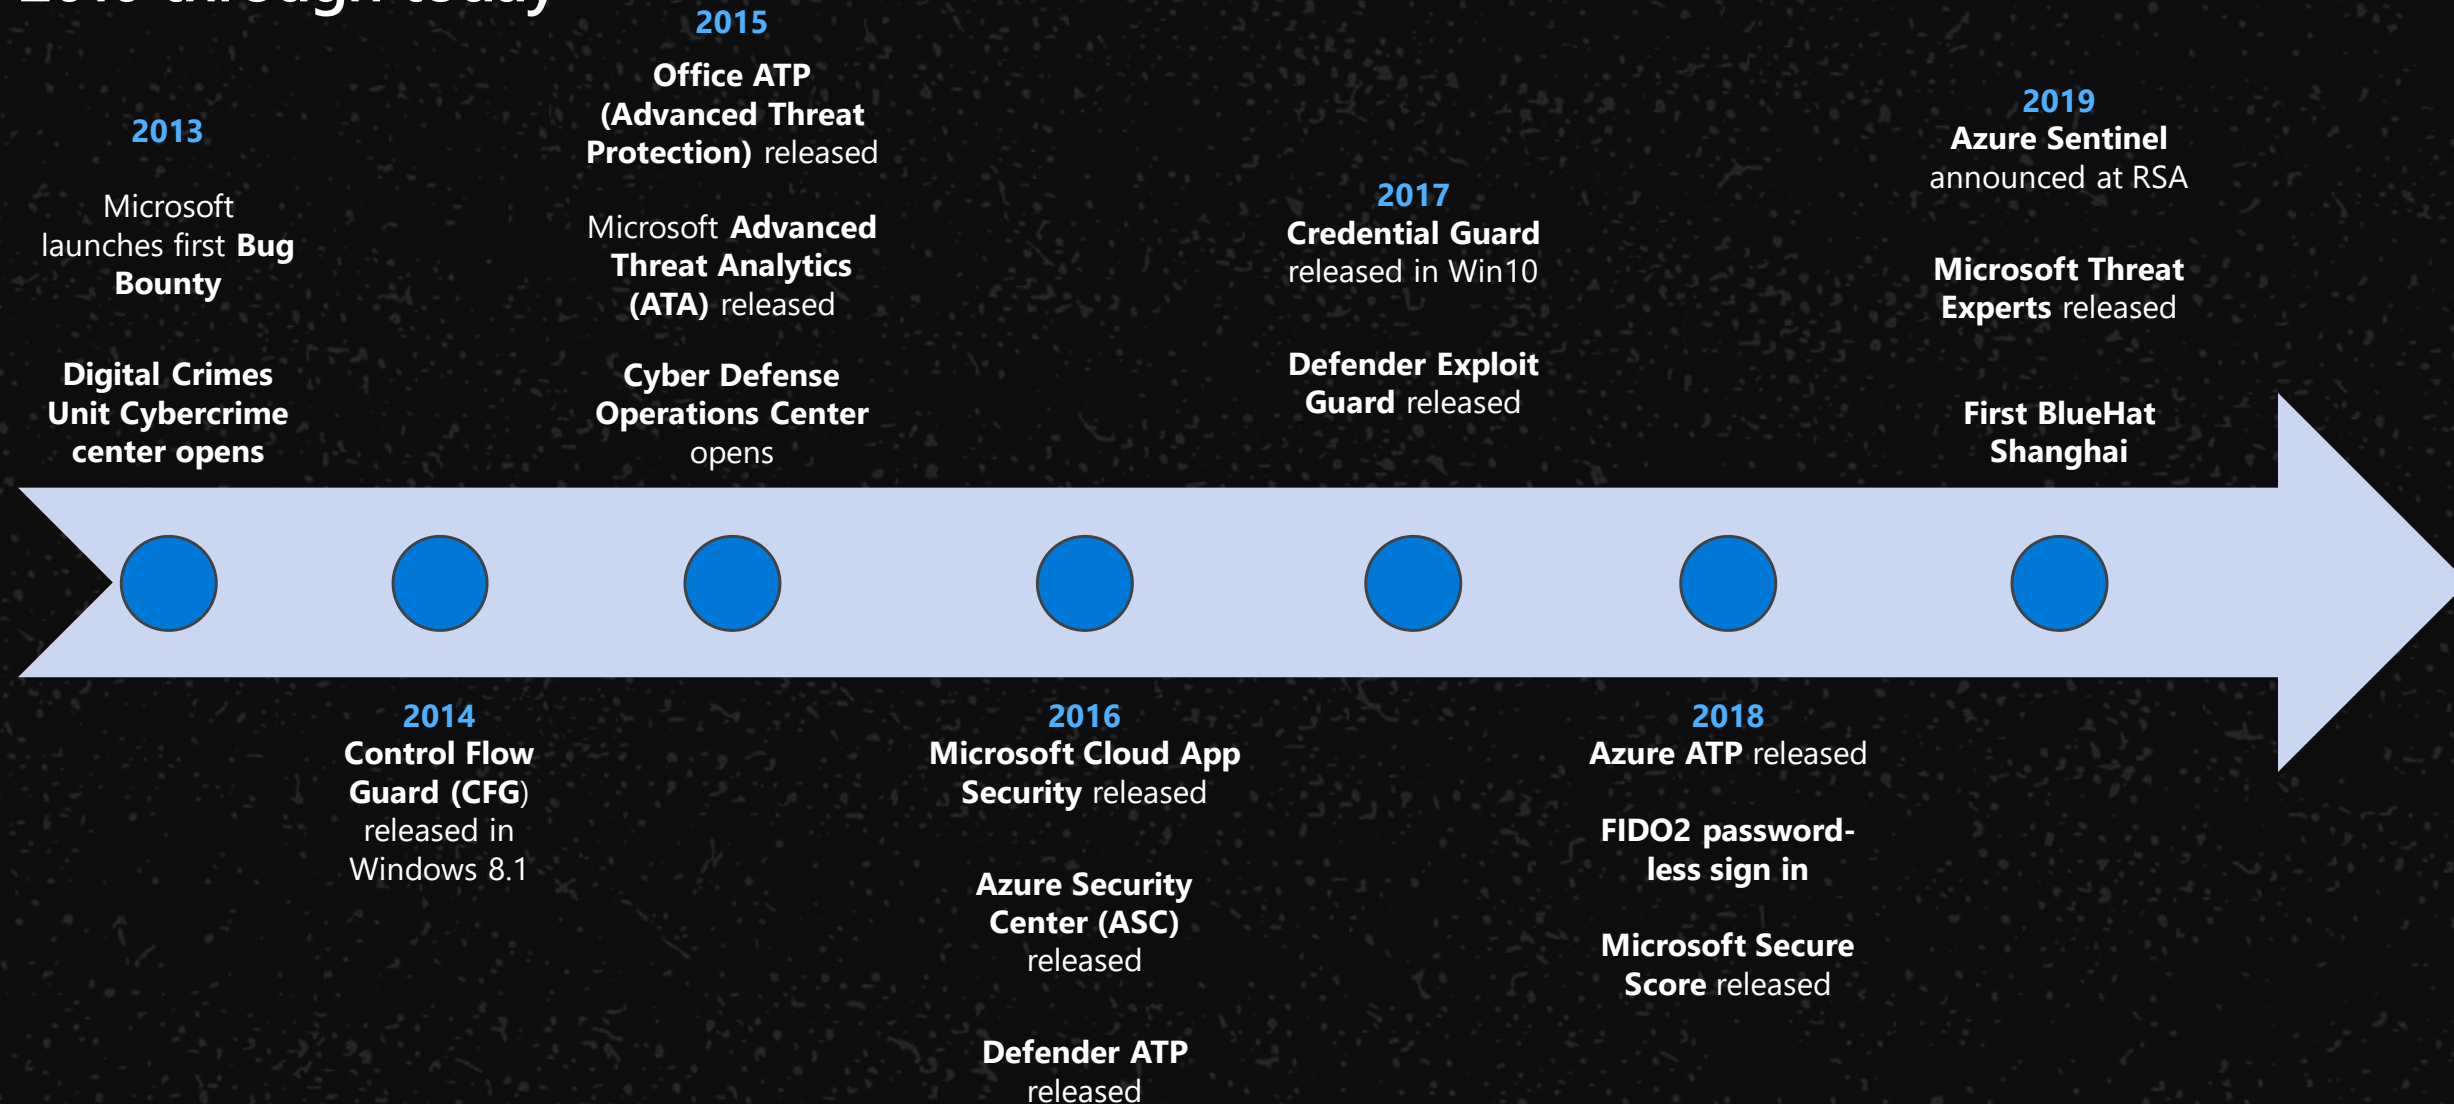 through today
2013
Microsoft
launches first Bug
Bounty
Digital Crimes
Unit Cybercrime
center opens
2014
Control Flow
Guard (CFG)
released in
Windows 8.1
2015
Office ATP
(Advanced Threat
Protection) released
Microsoft Advanced
Threat Analytics
(ATA) released
Cyber Defense
Operations Center
opens
2016
Microsoft Cloud App
Security released
Azure Security
Center (ASC)
released
Defender ATP
released
2017
Credential Guard
released in Win10
Defender Exploit
Guard released
2018
Azure ATP released
FIDO2 password-
less sign in
Microsoft Secure
Score released
2019
Azure Sentinel
announced at RSA
Microsoft Threat
Experts released
First BlueHat
Shanghai